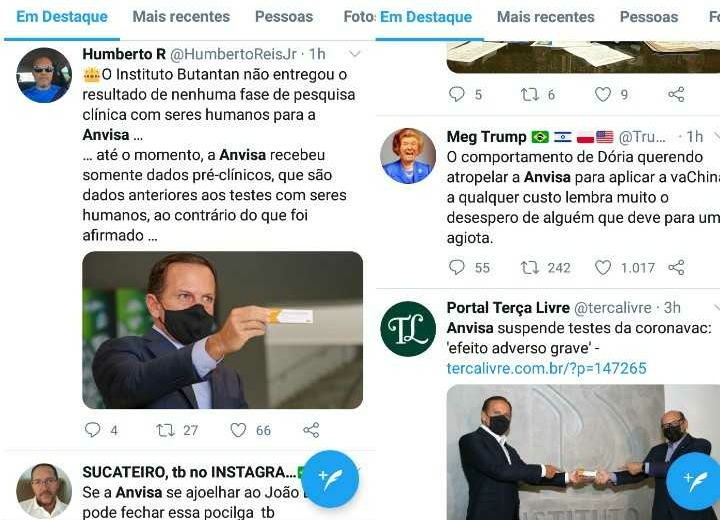 Em Destaque Mais recentes Pessoas Foto
Humberto R @HumbertoReisJr · 1h
👑O Instituto Butantan não entregou o
resultado de nenhuma fase de pesquisa
clínica com seres humanos para a
Anvisa ...
... até o momento, a Anvisa recebeu
somente dados pré-clínicos, que são
dados anteriores aos testes com seres
humanos, ao contrário do que foi
afirmado ...
4 27 66
SUCATEIRO, tb no INSTAGRA...
Se a Anvisa se ajoelhar ao João
pode fechar essa pocilga tb
Em Destaque Mais recentes Pessoas
5 6 9
Meg Trump 🇧🇷 🇮🇱 🇵🇱🇺🇸 @Tru... · 1h
O comportamento de Dória querendo
atropelar a Anvisa para aplicar a vaChina
a qualquer custo lembra muito o
desespero de alguém que deve para um
agiota.
55 242 1.017
Portal Terça Livre @tercalivre · 3h
TL
Anvisa suspende testes da coronavac:
'efeito adverso grave' -
tercalivre.com.br/?p=147265